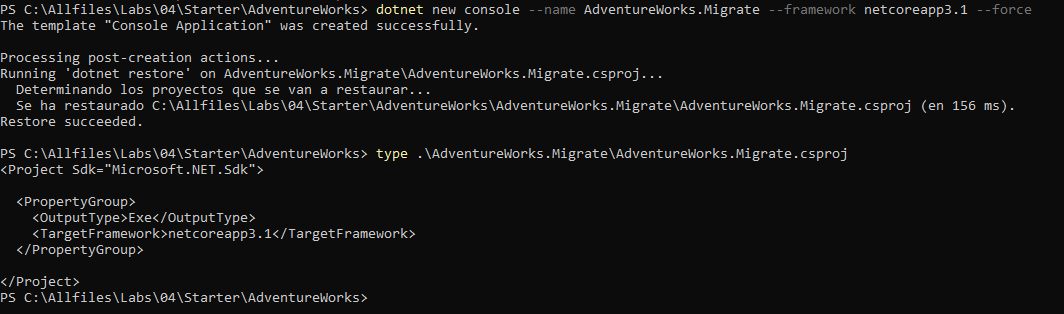 PS C:\Allfiles\Labs\04\Starter\AdventureWorks> dotnet new console --name AdventureWorks.Migrate --framework netcoreapp3.1 --force
The template "Console Application" was created successfully.
Processing post-creation actions...
Running 'dotnet restore' on AdventureWorks.Migrate\AdventureWorks.Migrate.csproj...
  Determinando los proyectos que se van a restaurar...
  Se ha restaurado C:\Allfiles\Labs\04\Starter\AdventureWorks\AdventureWorks.Migrate\AdventureWorks.Migrate.csproj (en 156 ms).
Restore succeeded.
PS C:\Allfiles\Labs\04\Starter\AdventureWorks> type .\AdventureWorks.Migrate\AdventureWorks.Migrate.csproj
<Project Sdk="Microsoft.NET.Sdk">
  <PropertyGroup>
    <OutputType>Exe</OutputType>
    <TargetFramework>netcoreapp3.1</TargetFramework>
  </PropertyGroup>
</Project>
PS C:\Allfiles\Labs\04\Starter\AdventureWorks>